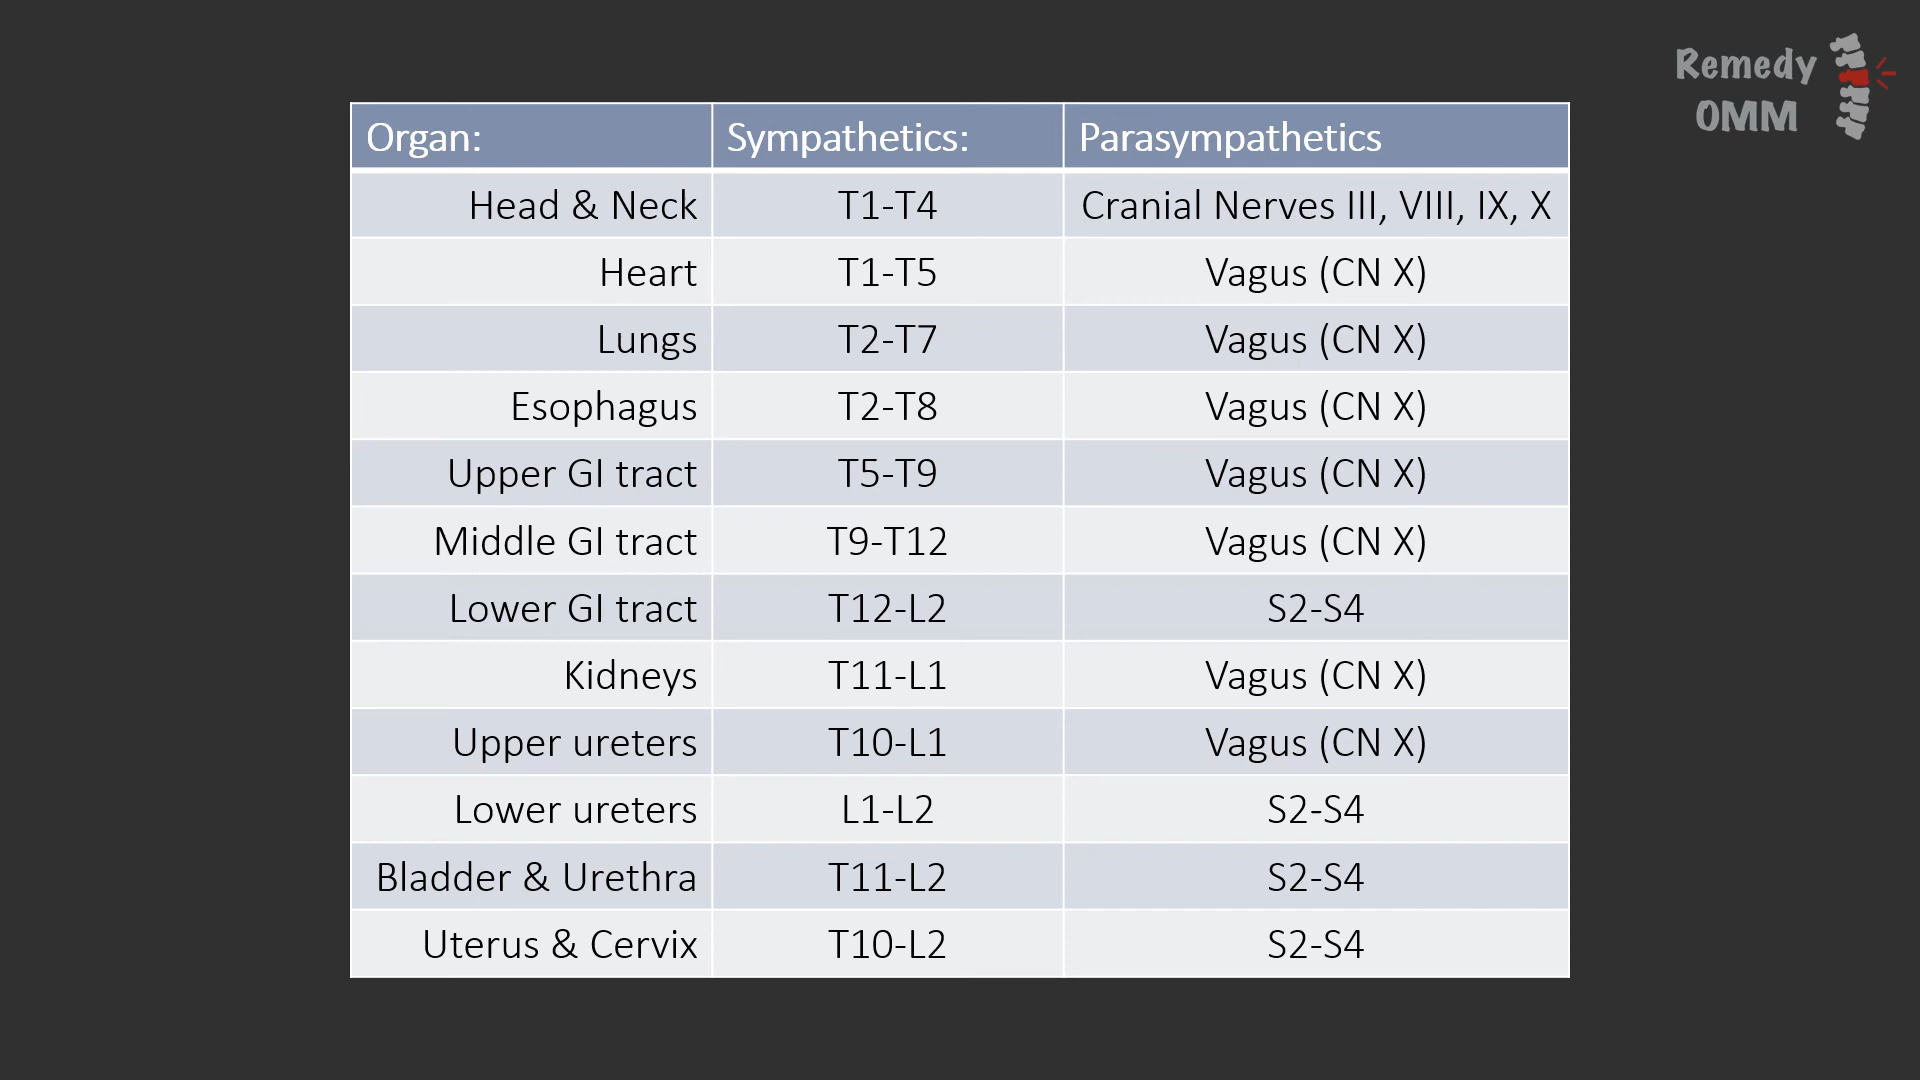 Remedy
OMM
Organ: Sympathetics: Parasympathetics
Head & Neck T1-T4 Cranial Nerves III, VIII, IX, X
Heart T1-T5 Vagus (CN X)
Lungs T2-T7 Vagus (CN X)
Esophagus T2-T8 Vagus (CN X)
Upper GI tract T5-T9 Vagus (CN X)
Middle GI tract T9-T12 Vagus (CN X)
Lower GI tract T12-L2 S2-S4
Kidneys T11-L1 Vagus (CN X)
Upper ureters T10-L1 Vagus (CN X)
Lower ureters L1-L2 S2-S4
Bladder & Urethra T11-L2 S2-S4
Uterus & Cervix T10-L2 S2-S4